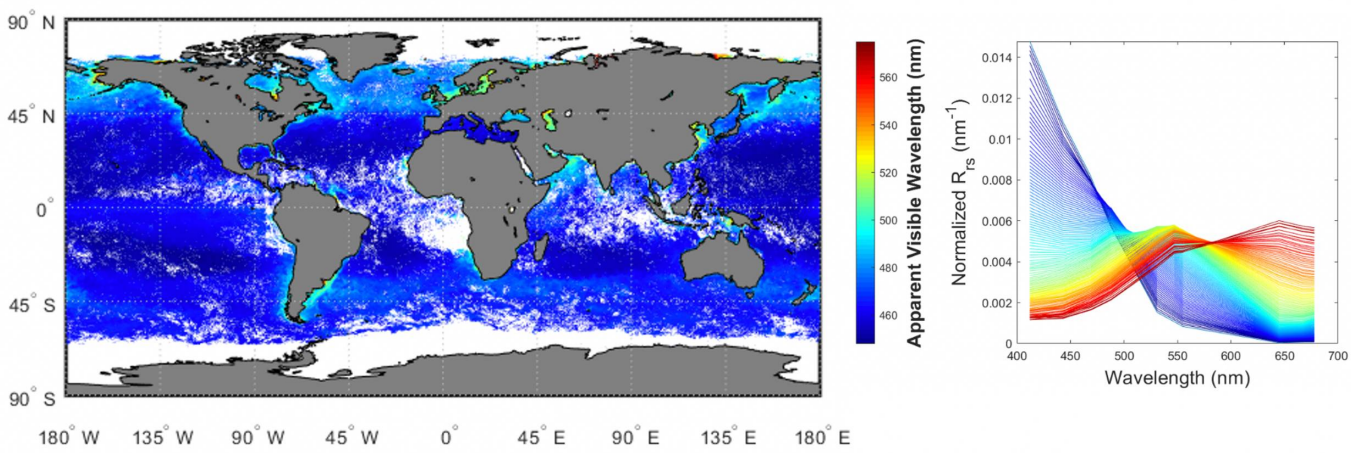 90° N
45° N
0°
45° S
90° S
180° W
135° W
90° W
45° W
0°
45° E
90° E
135° E
180° E
560
540
520
500
480
460
Apparent Visible Wavelength (nm)
0.014
0.012
0.01
0.008
0.006
0.004
0.002
0
Normalized Rrs (nm-1)
400
450
500
550
600
650
700
Wavelength (nm)